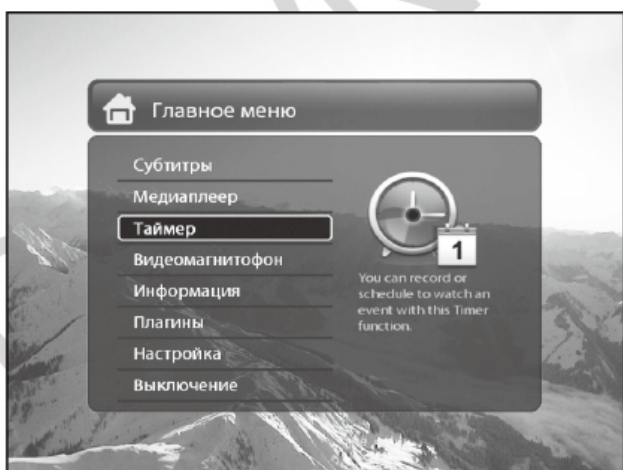 Главное меню
Субтитры
Медиаплеер
Таймер
Видеомагнитофон
Информация
Плагины
Настройка
Выключение
1
You can record or
schedule to watch an
event with this Timer
function.